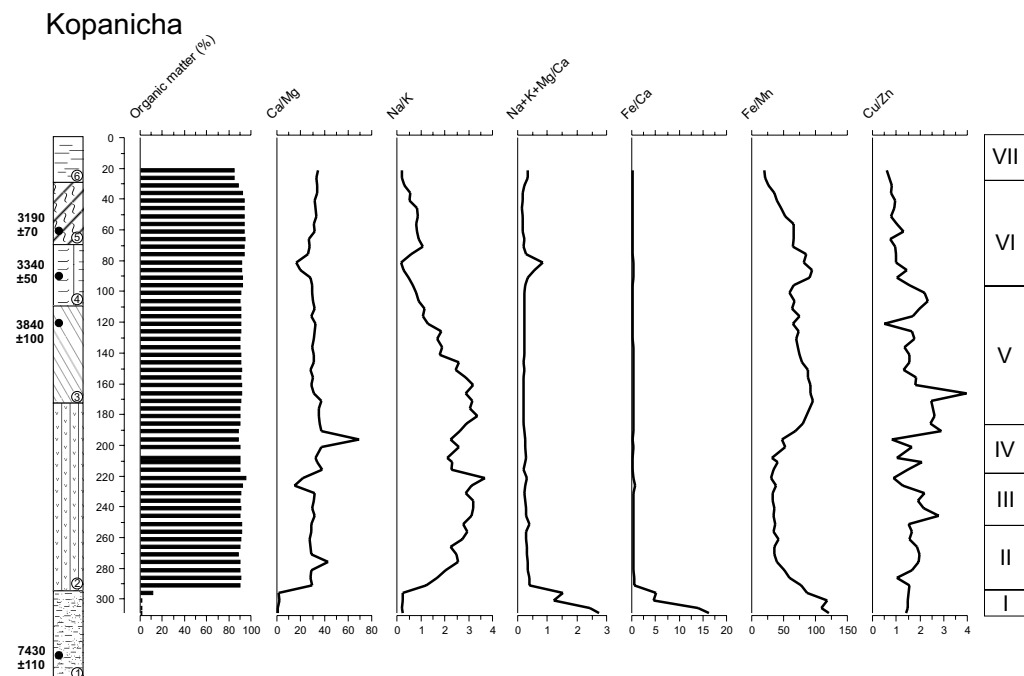 Kopanicha
Organic matter (%)
Ca/Mg
Na/K
Na+K+Mg/Ca
Fe/Ca
Fe/Mn
Cu/Zn
0
20
40
60
80
100
120
140
160
180
200
220
240
260
280
300
3190
±70
3340
±50
3840
±100
7430
±110
6
5
4
3
2
1
VII
VI
V
IV
III
II
I
0 20 40 60 80 100
0 20 40 60 80
0 1 2 3 4
0 1 2 3
0 5 10 15 20
0 50 100 150
0 1 2 3 4